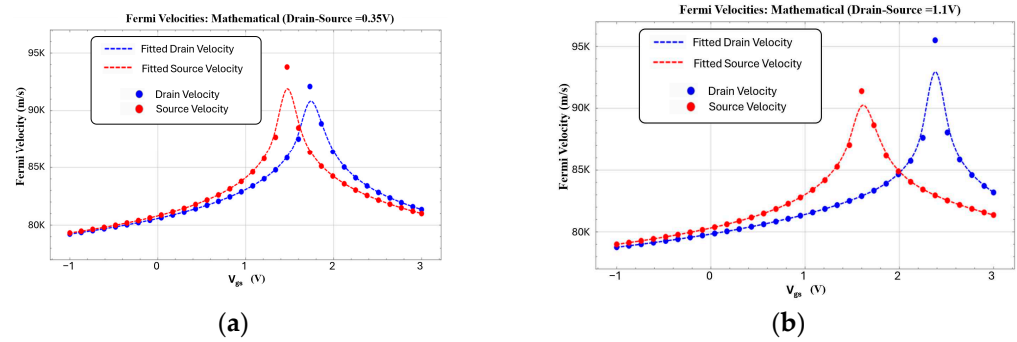 Fermi Velocities: Mathematical (Drain-Source =0.35V)
95K
90K
85K
80K
Fermi Velocity (m/s)
Fitted Drain Velocity
Fitted Source Velocity
Drain Velocity
Source Velocity
−1 0 1 2 3
Vgs (V)
(a)
Fermi Velocities: Mathematical (Drain-Source =1.1V)
95K
90K
85K
80K
Fermi Velocity (m/s)
Fitted Drain Velocity
Fitted Source Velocity
Drain Velocity
Source Velocity
−1 0 1 2 3
Vgs (V)
(b)